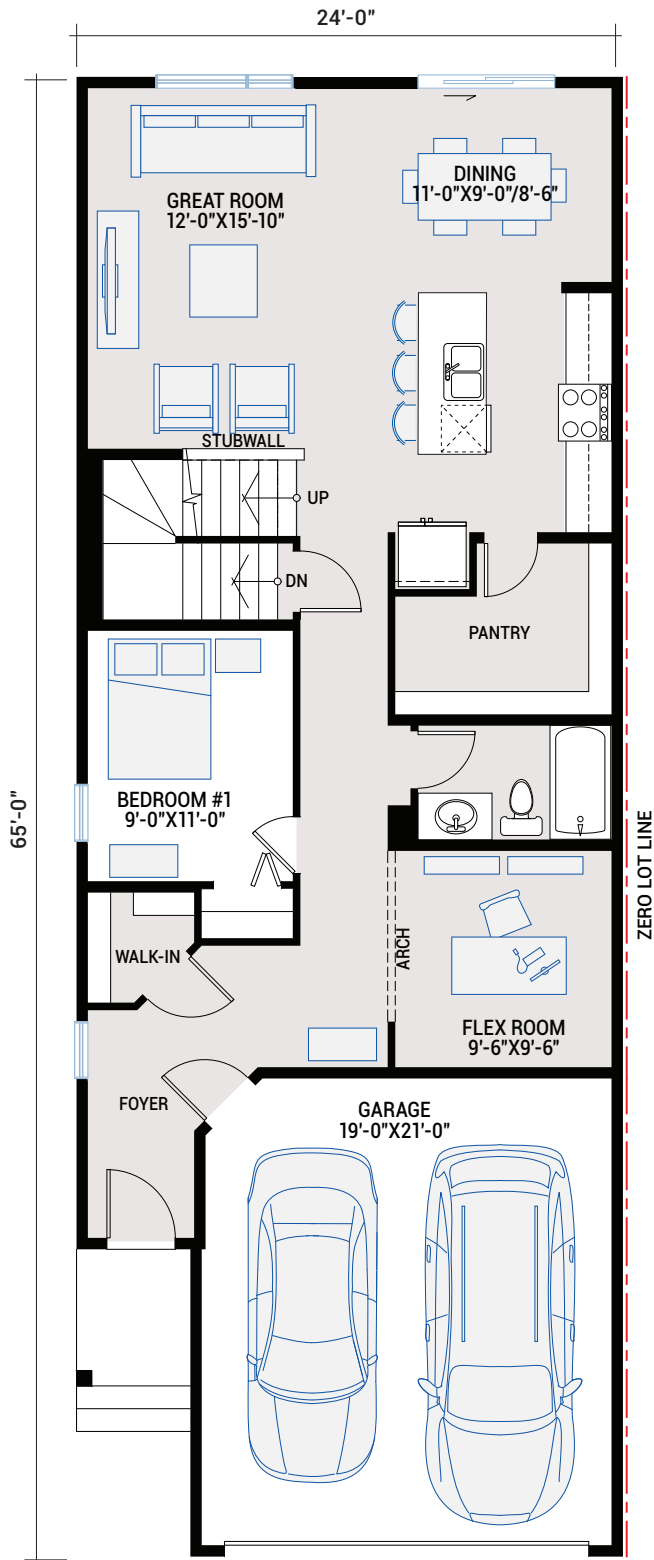 24'-0"
GREAT ROOM
12'-0"X15'-10"
DINING
11'-0"X9'-0"/8'-6"
STUBWALL
UP
DN
PANTRY
BEDROOM #1
9'-0"X11'-0"
65'-0"
ZERO LOT LINE
WALK-IN
ARCH
FLEX ROOM
9'-6"X9'-6"
FOYER
GARAGE
19'-0"X21'-0"